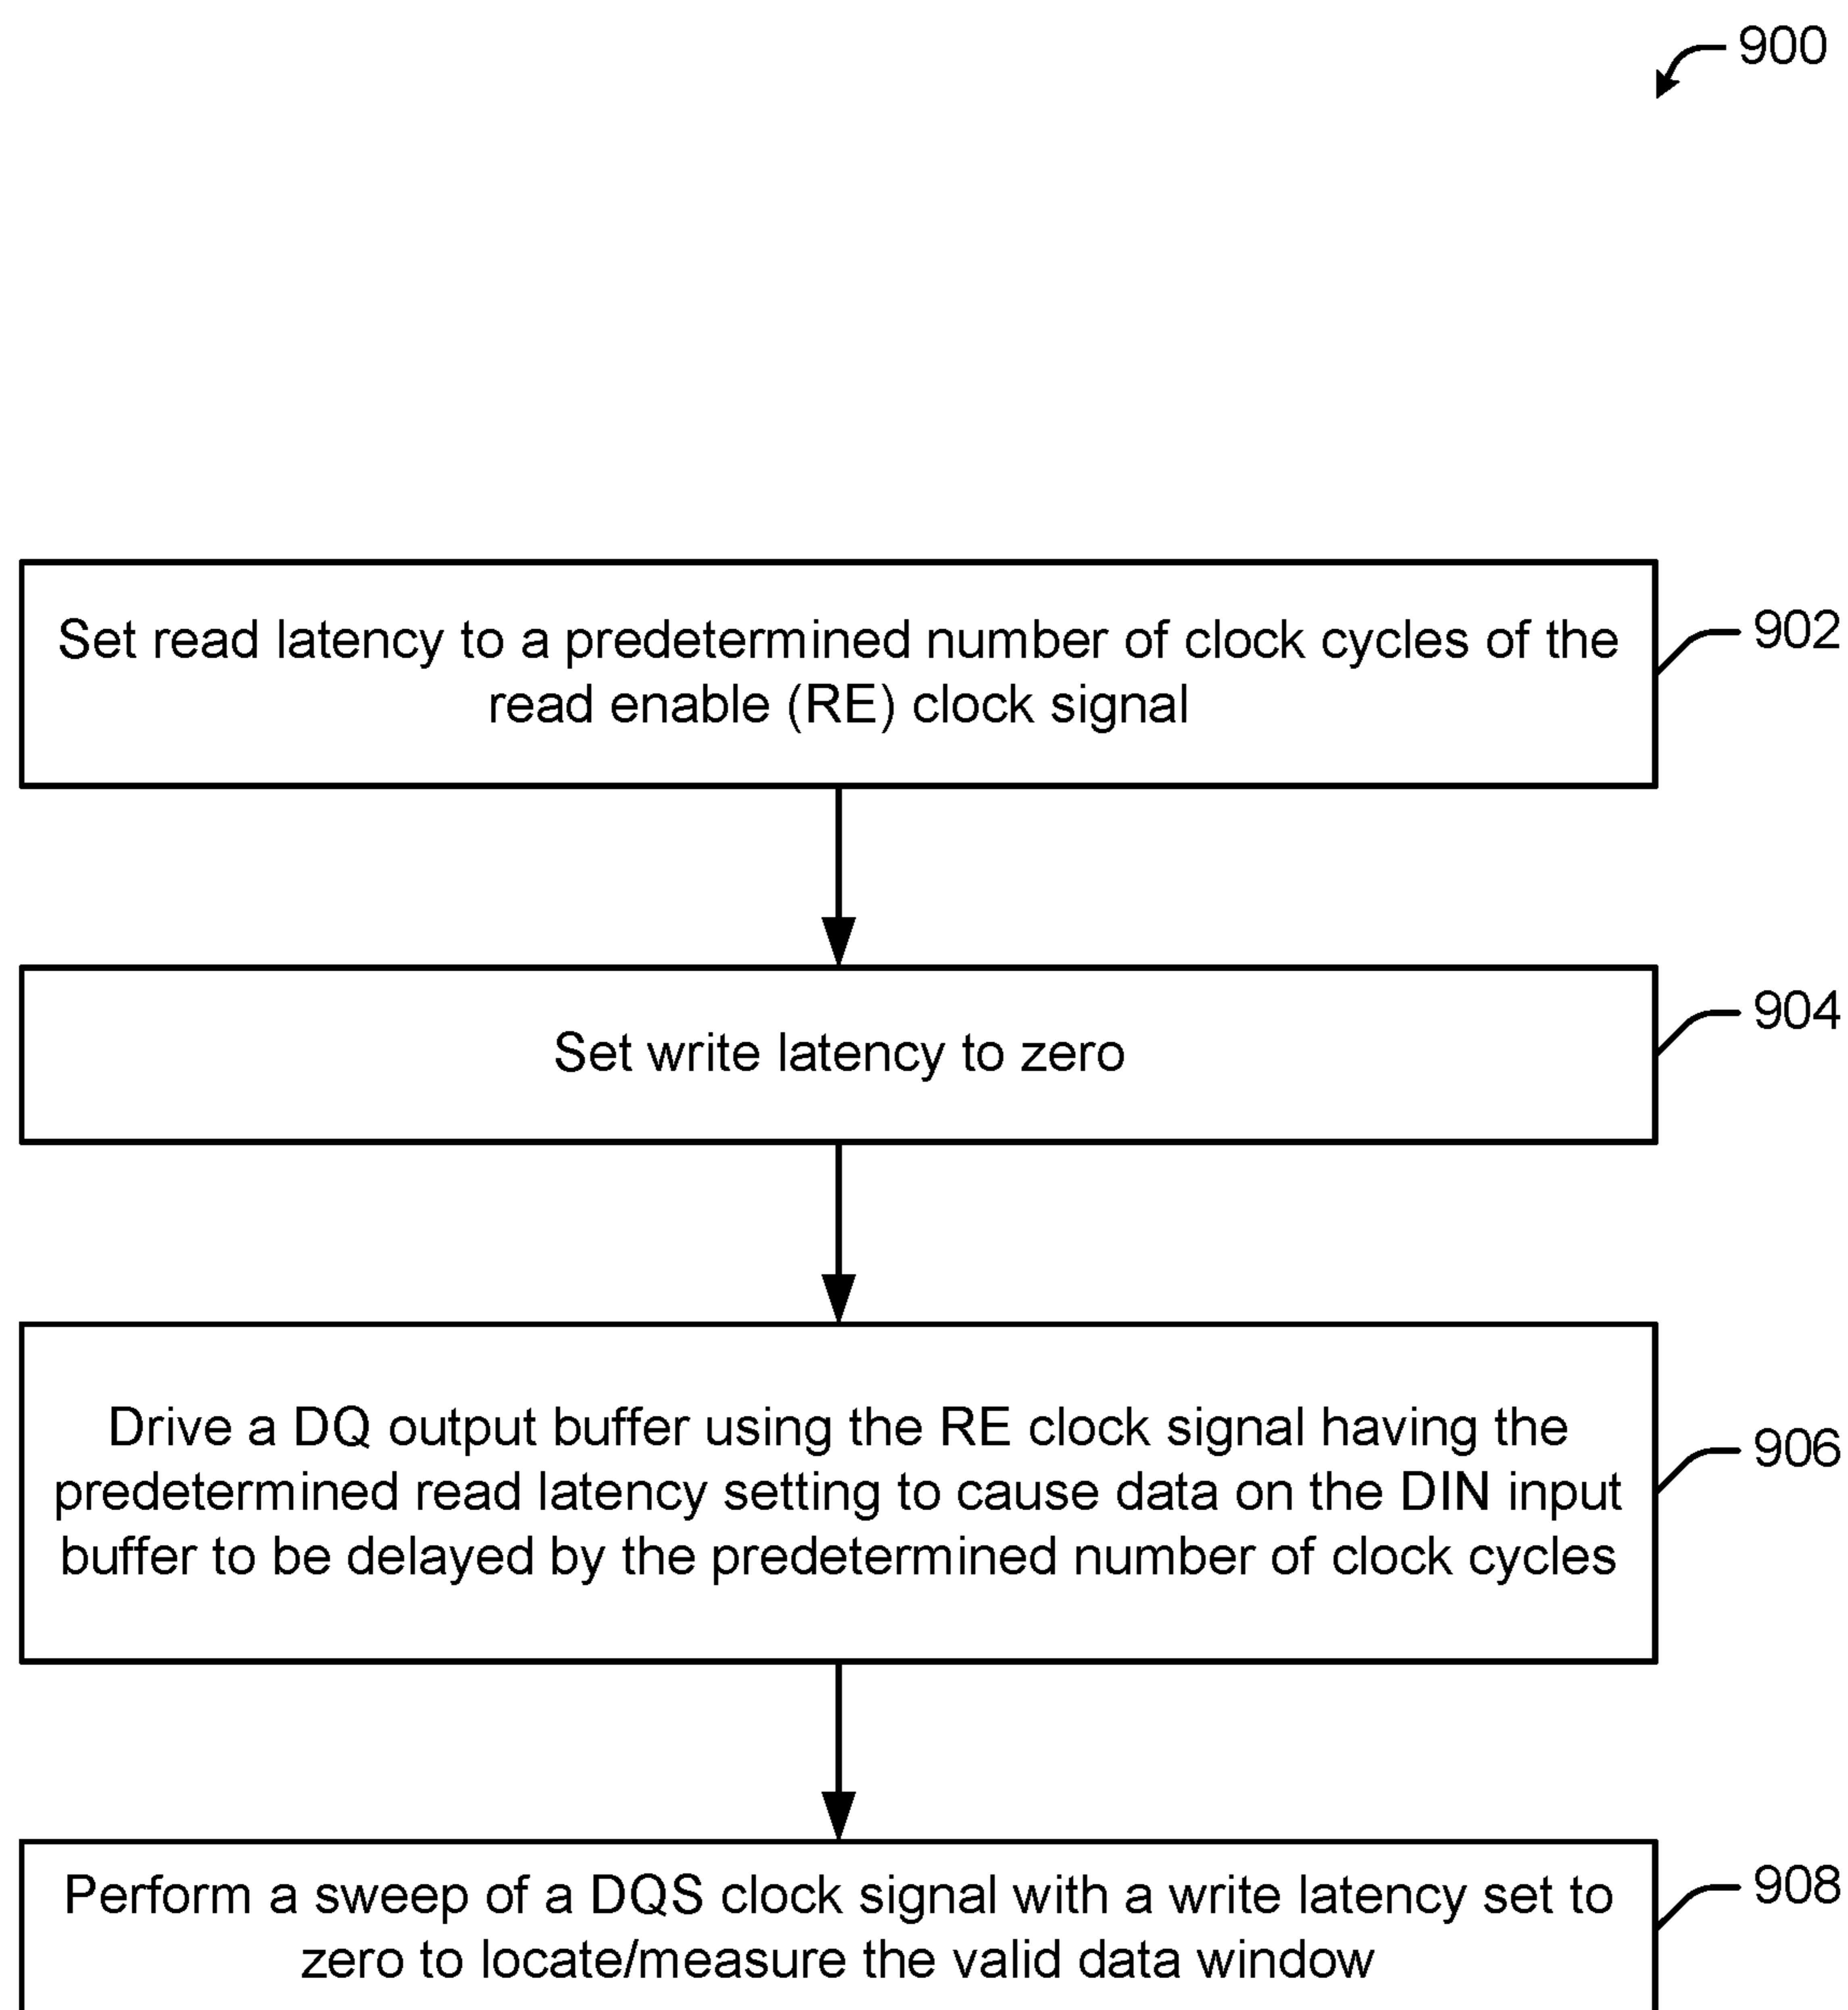 900
Set read latency to a predetermined number of clock cycles of the
read enable (RE) clock signal
902
Set write latency to zero
904
Drive a DQ output buffer using the RE clock signal having the
predetermined read latency setting to cause data on the DIN input
buffer to be delayed by the predetermined number of clock cycles
906
Perform a sweep of a DQS clock signal with a write latency set to
zero to locate/measure the valid data window
908